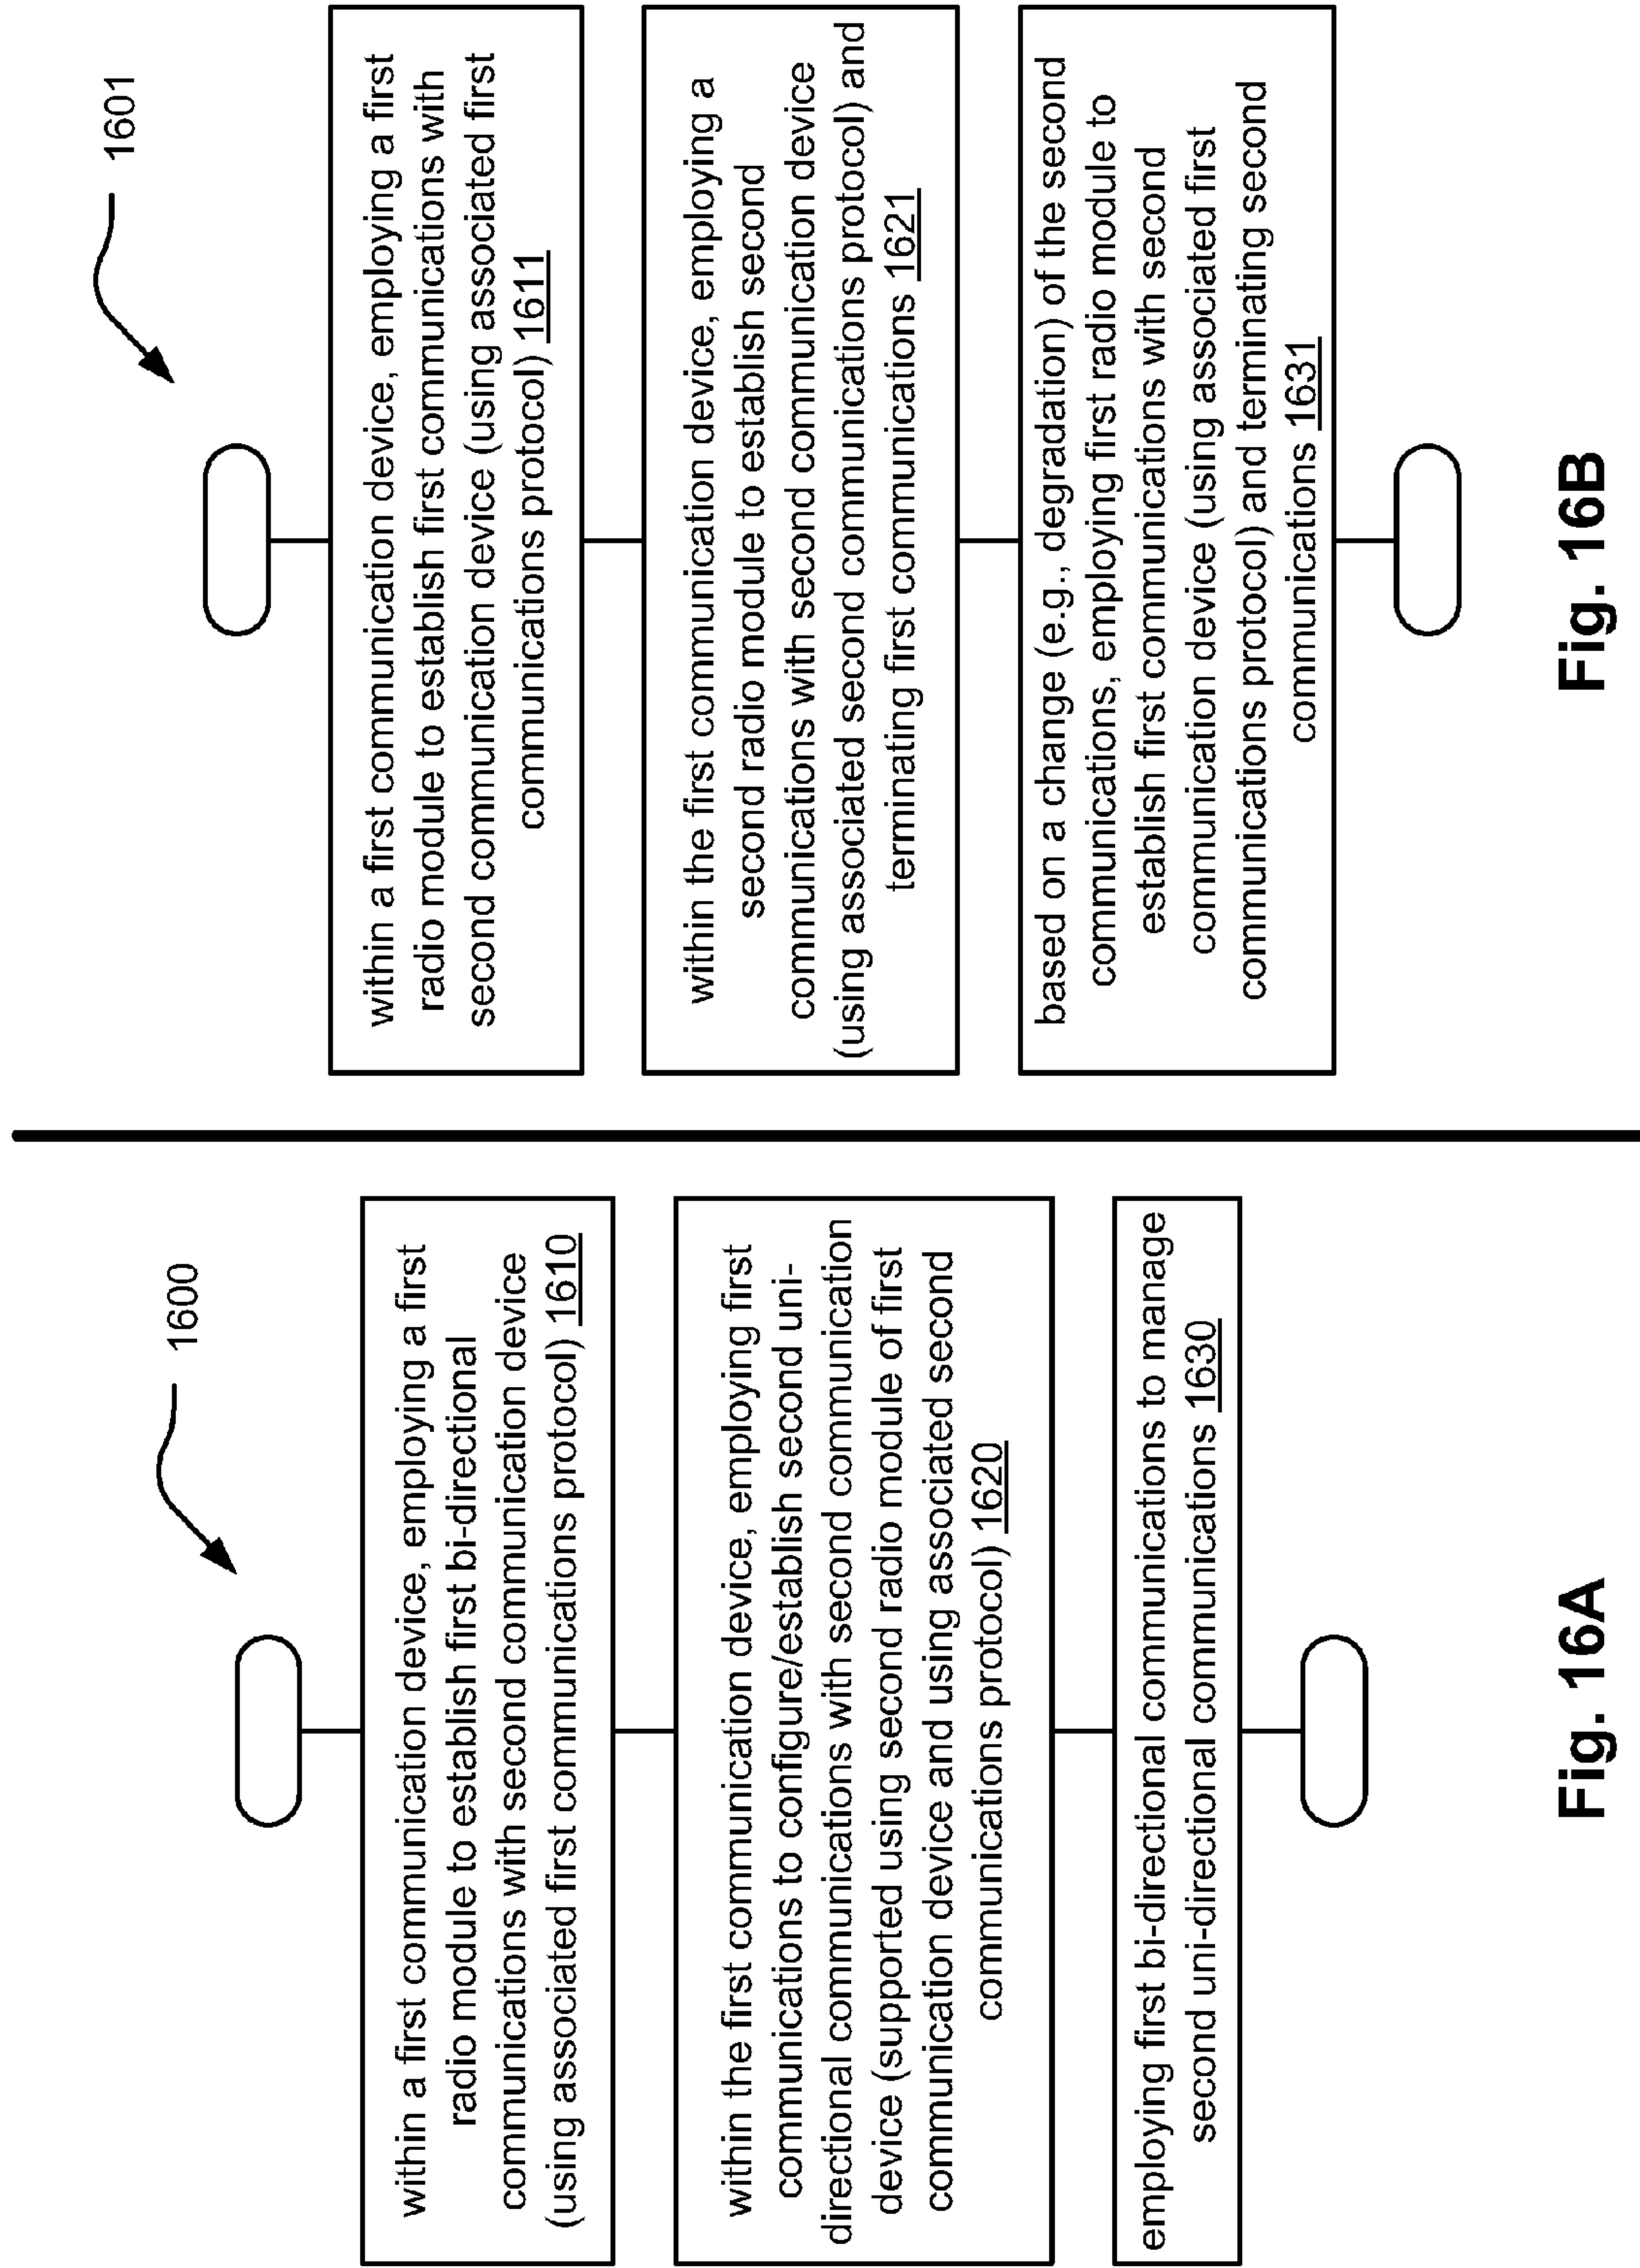 1600
within a first communication device, employing a first
radio module to establish first bi-directional
communications with second communication device
(using associated first communications protocol) 1610
within the first communication device, employing first
communications to configure/establish second uni-
directional communications with second communication
device (supported using second radio module of first
communication device and using associated second
communications protocol) 1620
employing first bi-directional communications to manage
second uni-directional communications 1630
Fig. 16A
1601
within a first communication device, employing a first
radio module to establish first communications with
second communication device (using associated first
communications protocol) 1611
within the first communication device, employing a
second radio module to establish second
communications with second communication device
(using associated second communications protocol) and
terminating first communications 1621
based on a change (e.g., degradation) of the second
communications, employing first radio module to
establish first communications with second
communication device (using associated first
communications protocol) and terminating second
communications 1631
Fig. 16B